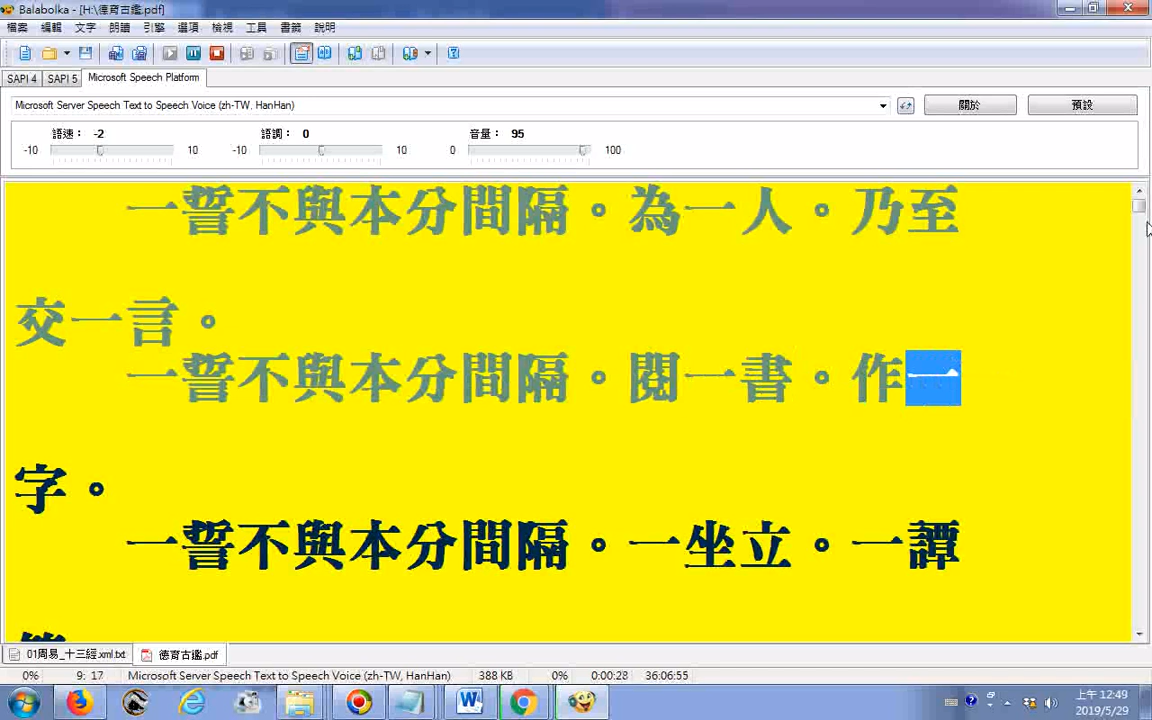 Balabolka - [H:\德育古鑑.pdf]
檔案 編輯 文字 朗讀 引擎 選項 檢視 工具 書籤 說明
SAPI 4 SAPI 5 Microsoft Speech Platform
Microsoft Server Speech Text to Speech Voice (zh-TW, HanHan) 關於 預設
語速： -2 語調： 0 音量： 95
-10 10 -10 10 0 100
一誓不與本分間隔。為一人。乃至
交一言。
一誓不與本分間隔。閱一書。作一
字。
一誓不與本分間隔。一坐立。一譚
01周易_十三經.xml.txt 德育古鑑.pdf
0% 9: 17 Microsoft Server Speech Text to Speech Voice (zh-TW, HanHan) 388 KB 0% 0:00:28 36:06:55
上午 12:49
2019/5/29